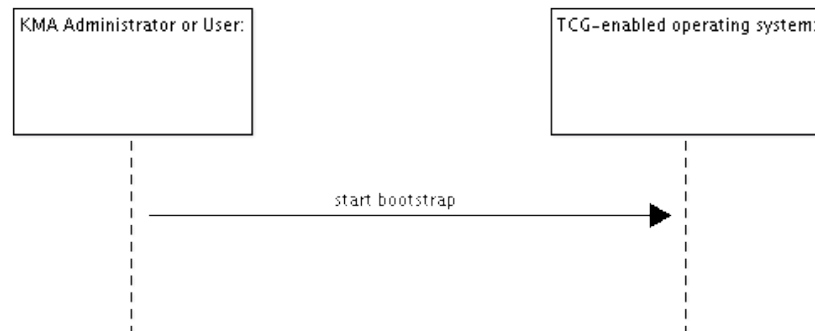 KMA Administrator or User:
TCG-enabled operating system:
start bootstrap